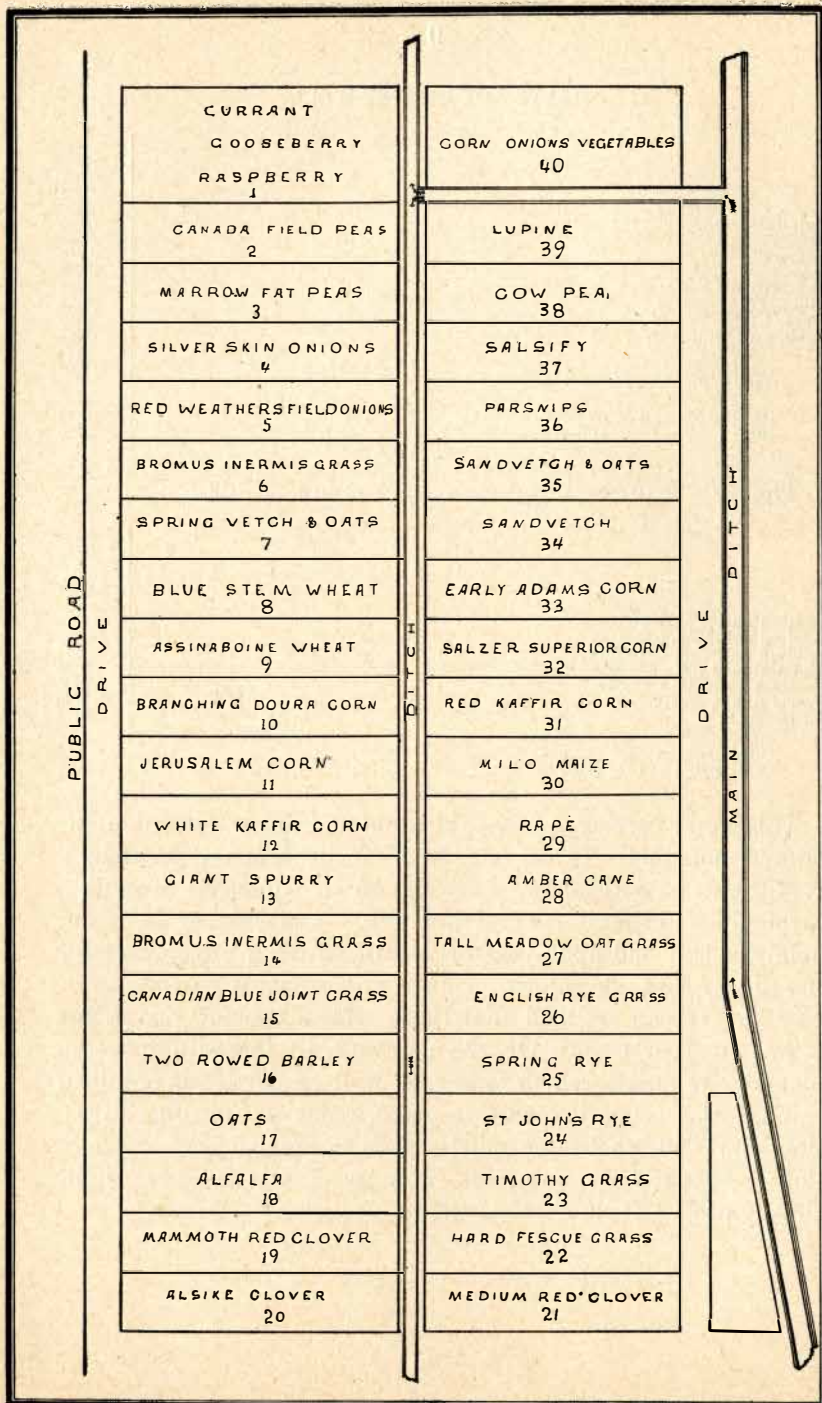 CURRANT
GOOSEBERRY
RASPBERRY
1
CANADA FIELD PEAS
2
MARROW FAT PEAS
3
SILVER SKIN ONIONS
4
RED WEATHERSFIELD ONIONS
5
BROMUS INERMIS GRASS
6
SPRING VETCH & OATS
7
BLUE STEM WHEAT
8
ASSINABOINE WHEAT
9
BRANCHING DOURA CORN
10
JERUSALEM CORN
11
WHITE KAFFIR CORN
12
GIANT SPURRY
13
BROMUS INERMIS GRASS
14
CANADIAN BLUE JOINT GRASS
15
TWO ROWED BARLEY
16
OATS
17
ALFALFA
18
MAMMOTH RED CLOVER
19
ALSIKE CLOVER
20
CORN ONIONS VEGETABLES
40
LUPINE
39
COW PEA
38
SALSIFY
37
PARSNIPS
36
SANDVETCH & OATS
35
SANDVETCH
34
EARLY ADAMS CORN
33
SALZER SUPERIOR CORN
32
RED KAFFIR CORN
31
MILO MAIZE
30
RAPE
29
AMBER CANE
28
TALL MEADOW OAT GRASS
27
ENGLISH RYE GRASS
26
SPRING RYE
25
ST JOHN'S RYE
24
TIMOTHY GRASS
23
HARD FESCUE GRASS
22
MEDIUM RED CLOVER
21
PUBLIC ROAD
DRIVE
DITCH
DRIVE
MAIN DITCH